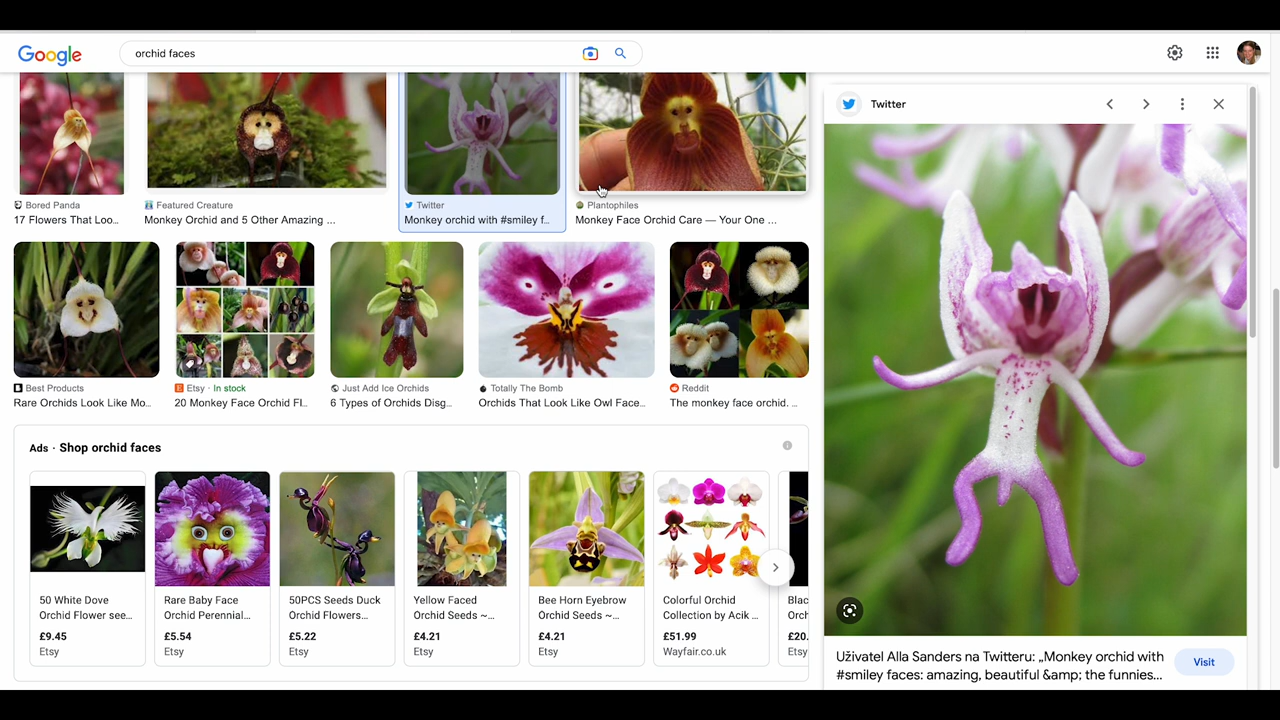 Google
orchid faces
Bored Panda
17 Flowers That Loo…
Featured Creature
Monkey Orchid and 5 Other Amazing ...
Twitter
Monkey orchid with #smiley f…
Plantophiles
Monkey Face Orchid Care — Your One ...
Best Products
Rare Orchids Look Like Mo…
Etsy · In stock
20 Monkey Face Orchid Fl…
Just Add Ice Orchids
6 Types of Orchids Disg…
Totally The Bomb
Orchids That Look Like Owl Face…
Reddit
The monkey face orchid. …
Ads · Shop orchid faces
50 White Dove
Orchid Flower see…
£9.45
Etsy
Rare Baby Face
Orchid Perennial…
£5.54
Etsy
50PCS Seeds Duck
Orchid Flowers…
£5.22
Etsy
Yellow Faced
Orchid Seeds ~…
£4.21
Etsy
Bee Horn Eyebrow
Orchid Seeds ~…
£4.21
Etsy
Colorful Orchid
Collection by Acik …
£51.99
Wayfair.co.uk
Blac
Orc
£20.
Etsy
Twitter
Uživatel Alla Sanders na Twitteru: „Monkey orchid with
#smiley faces: amazing, beautiful &amp; the funnies...
Visit